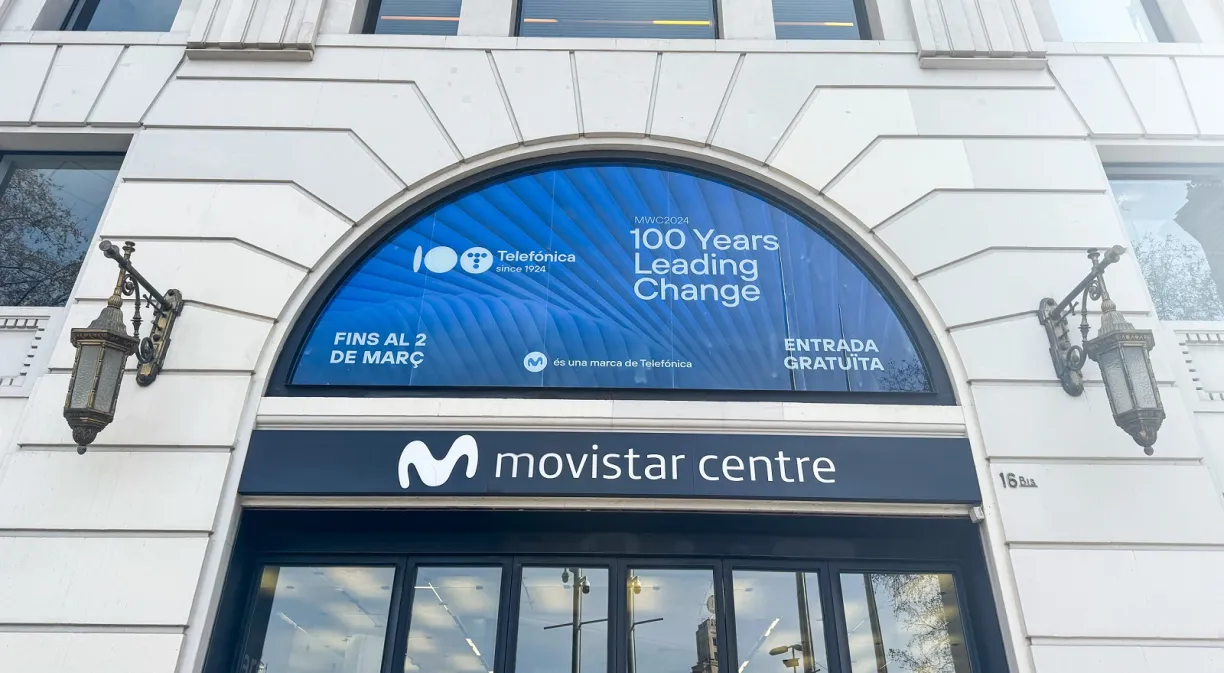 MWC2024
100 Years
Leading
Change
100 Telefónica
since 1924
FINS AL 2
DE MARÇ
és una marca de Telefónica
ENTRADA
GRATUÏTA
movistar centre
16 Bis